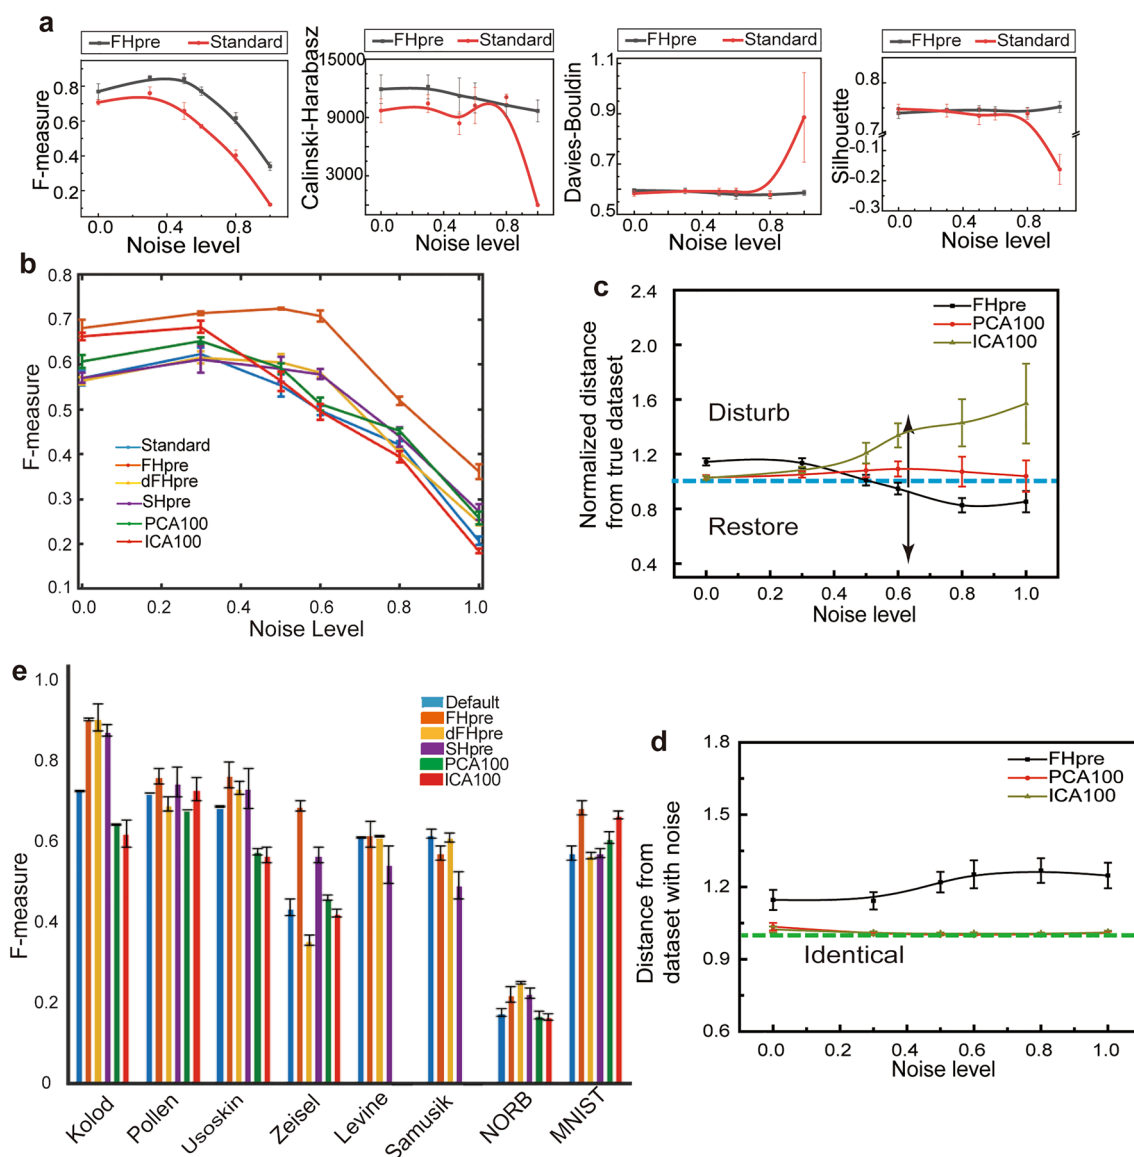 a
FHpre Standard
F-measure
0.8
0.6
0.4
0.2
0.0 0.4 0.8
Noise level
FHpre Standard
Calinski-Harabasz
15000
9000
3000
0.0 0.4 0.8
Noise level
FHpre Standard
Davies-Bouldin
1.1
0.9
0.7
0.5
0.0 0.4 0.8
Noise level
FHpre Standard
Silhouette
0.8
0.7
-0.1
-0.2
-0.3
0.0 0.4 0.8
Noise level
b
F-measure
0.8
0.7
0.6
0.5
0.4
0.3
0.2
0.1
Standard
FHpre
dFHpre
SHpre
PCA100
ICA100
0.0 0.2 0.4 0.6 0.8 1.0
Noise Level
c
Normalized distance
from true dataset
2.4
2.0
1.6
1.2
0.8
0.4
FHpre
PCA100
ICA100
Disturb
Restore
0.0 0.2 0.4 0.6 0.8 1.0
Noise level
e
F-measure
1.0
0.8
0.6
0.4
0.2
0
Default
FHpre
dFHpre
SHpre
PCA100
ICA100
Kolod
Pollen
Usoskin
Zeisel
Levine
Samusik
NORB
MNIST
d
Distance from
dataset with noise
1.8
1.5
1.2
0.9
0.6
FHpre
PCA100
ICA100
Identical
0.0 0.2 0.4 0.6 0.8 1.0
Noise level